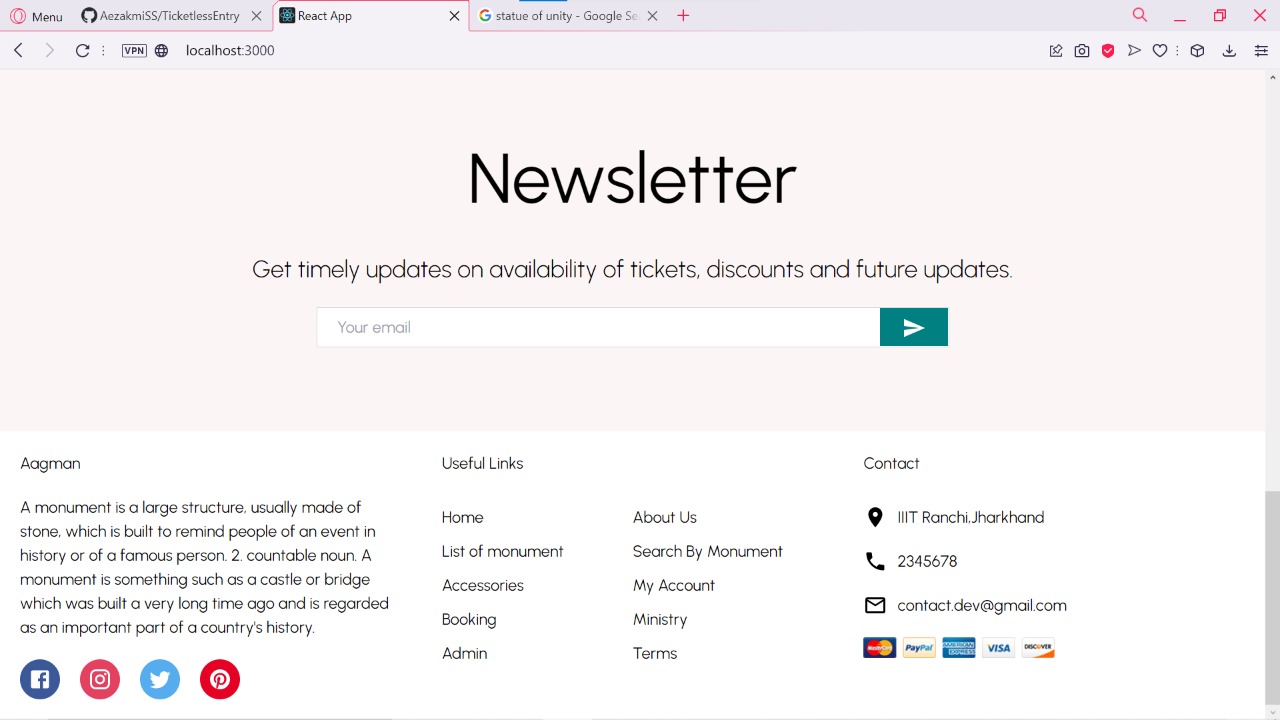 Menu
AezakmiSS/TicketlessEntry
React App
statue of unity - Google Se
VPN
localhost:3000
Newsletter
Get timely updates on availability of tickets, discounts and future updates.
Your email
Aagman
A monument is a large structure, usually made of
stone, which is built to remind people of an event in
history or of a famous person. 2. countable noun. A
monument is something such as a castle or bridge
which was built a very long time ago and is regarded
as an important part of a country's history.
Useful Links
Home
About Us
List of monument
Search By Monument
Accessories
My Account
Booking
Ministry
Admin
Terms
Contact
IIIT Ranchi,Jharkhand
2345678
contact.dev@gmail.com
MasterCard
PayPal
AMERICAN
EXPRESS
VISA
DISCOVER